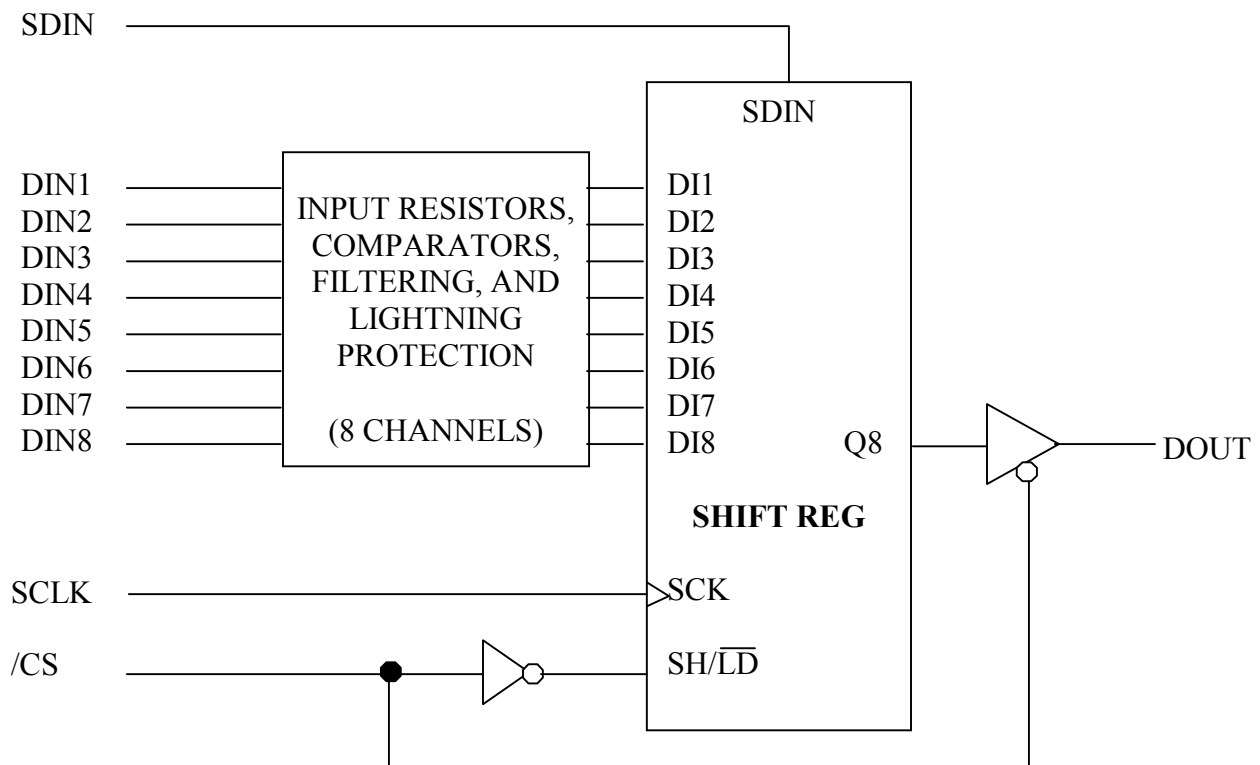 SDIN
SDIN
DIN1
DIN2
DIN3
DIN4
DIN5
DIN6
DIN7
DIN8
INPUT RESISTORS,
COMPARATORS,
FILTERING, AND
LIGHTNING
PROTECTION
(8 CHANNELS)
DI1
DI2
DI3
DI4
DI5
DI6
DI7
DI8
Q8
DOUT
SHIFT REG
SCLK
SCK
/CS
SH/L̅D̅